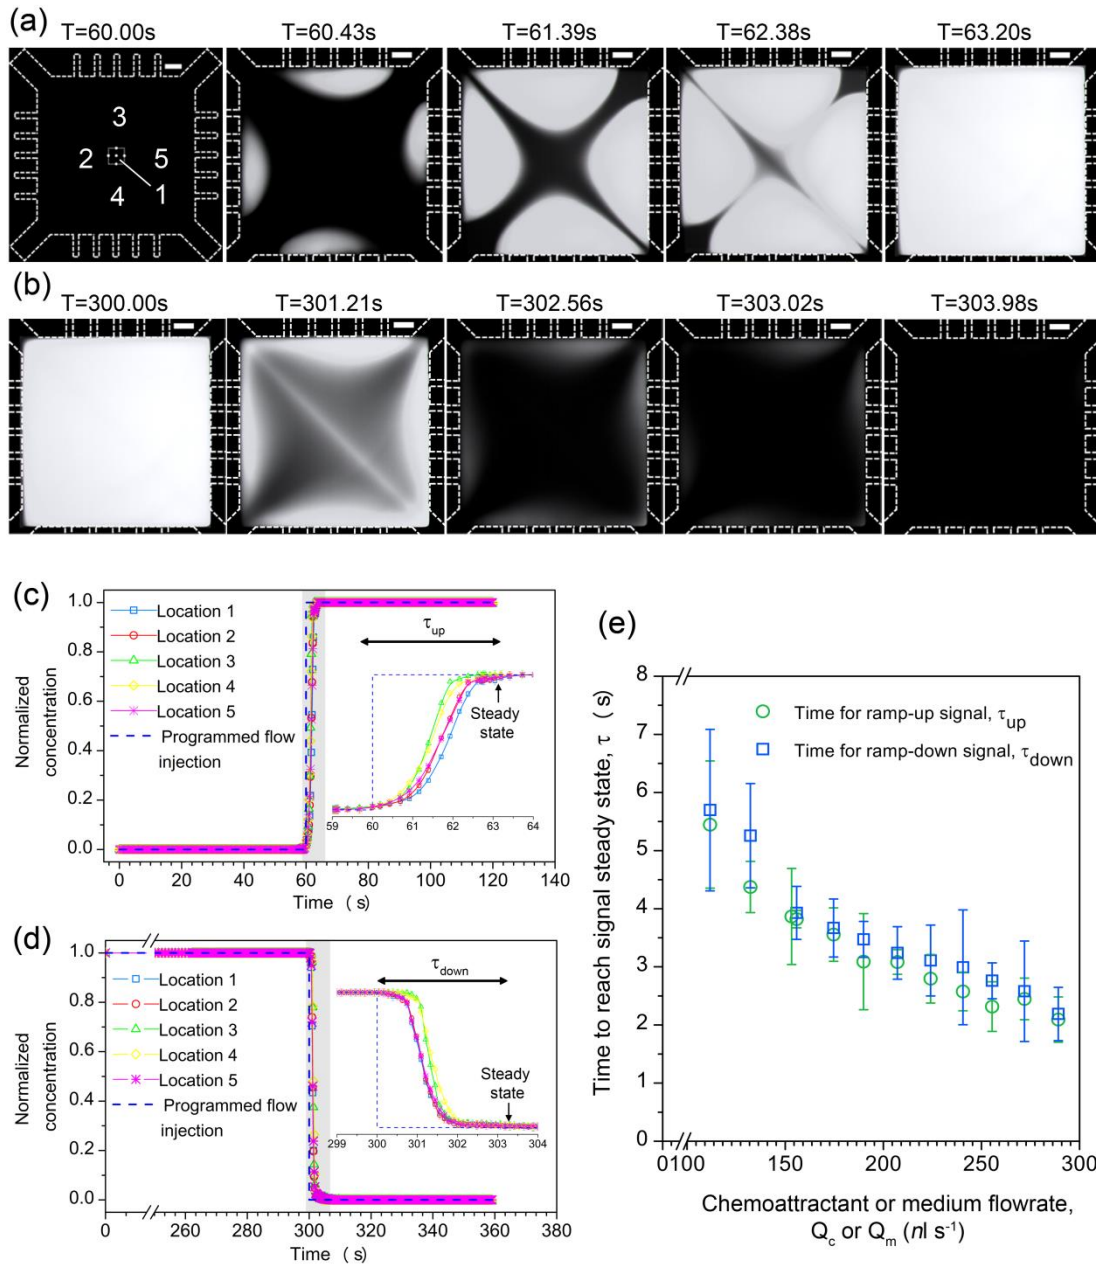 (a)
T=60.00s T=60.43s T=61.39s T=62.38s T=63.20s
3
2 5
4 1
(b)
T=300.00s T=301.21s T=302.56s T=303.02s T=303.98s
(c)
1.0
0.8
0.6
0.4
0.2
0.0
Normalized
concentration
Location 1
Location 2
Location 3
Location 4
Location 5
Programmed flow
injection
τup
Steady
state
59 60 61 62 63 64
0 20 40 60 80 100 120 140
Time ( s)
(d)
1.0
0.8
0.6
0.4
0.2
0.0
Normalized
concentration
Location 1
Location 2
Location 3
Location 4
Location 5
Programmed flow
injection
τdown
Steady
state
299 300 301 302 303 304
0 260 280 300 320 340 360 380
Time ( s)
(e)
8
7
6
5
4
3
2
1
0
Time to reach signal steady state, τ ( s)
Time for ramp-up signal, τup
Time for ramp-down signal, τdown
0 100 150 200 250 300
Chemoattractant or medium flowrate,
Qc or Qm (nl s⁻¹)